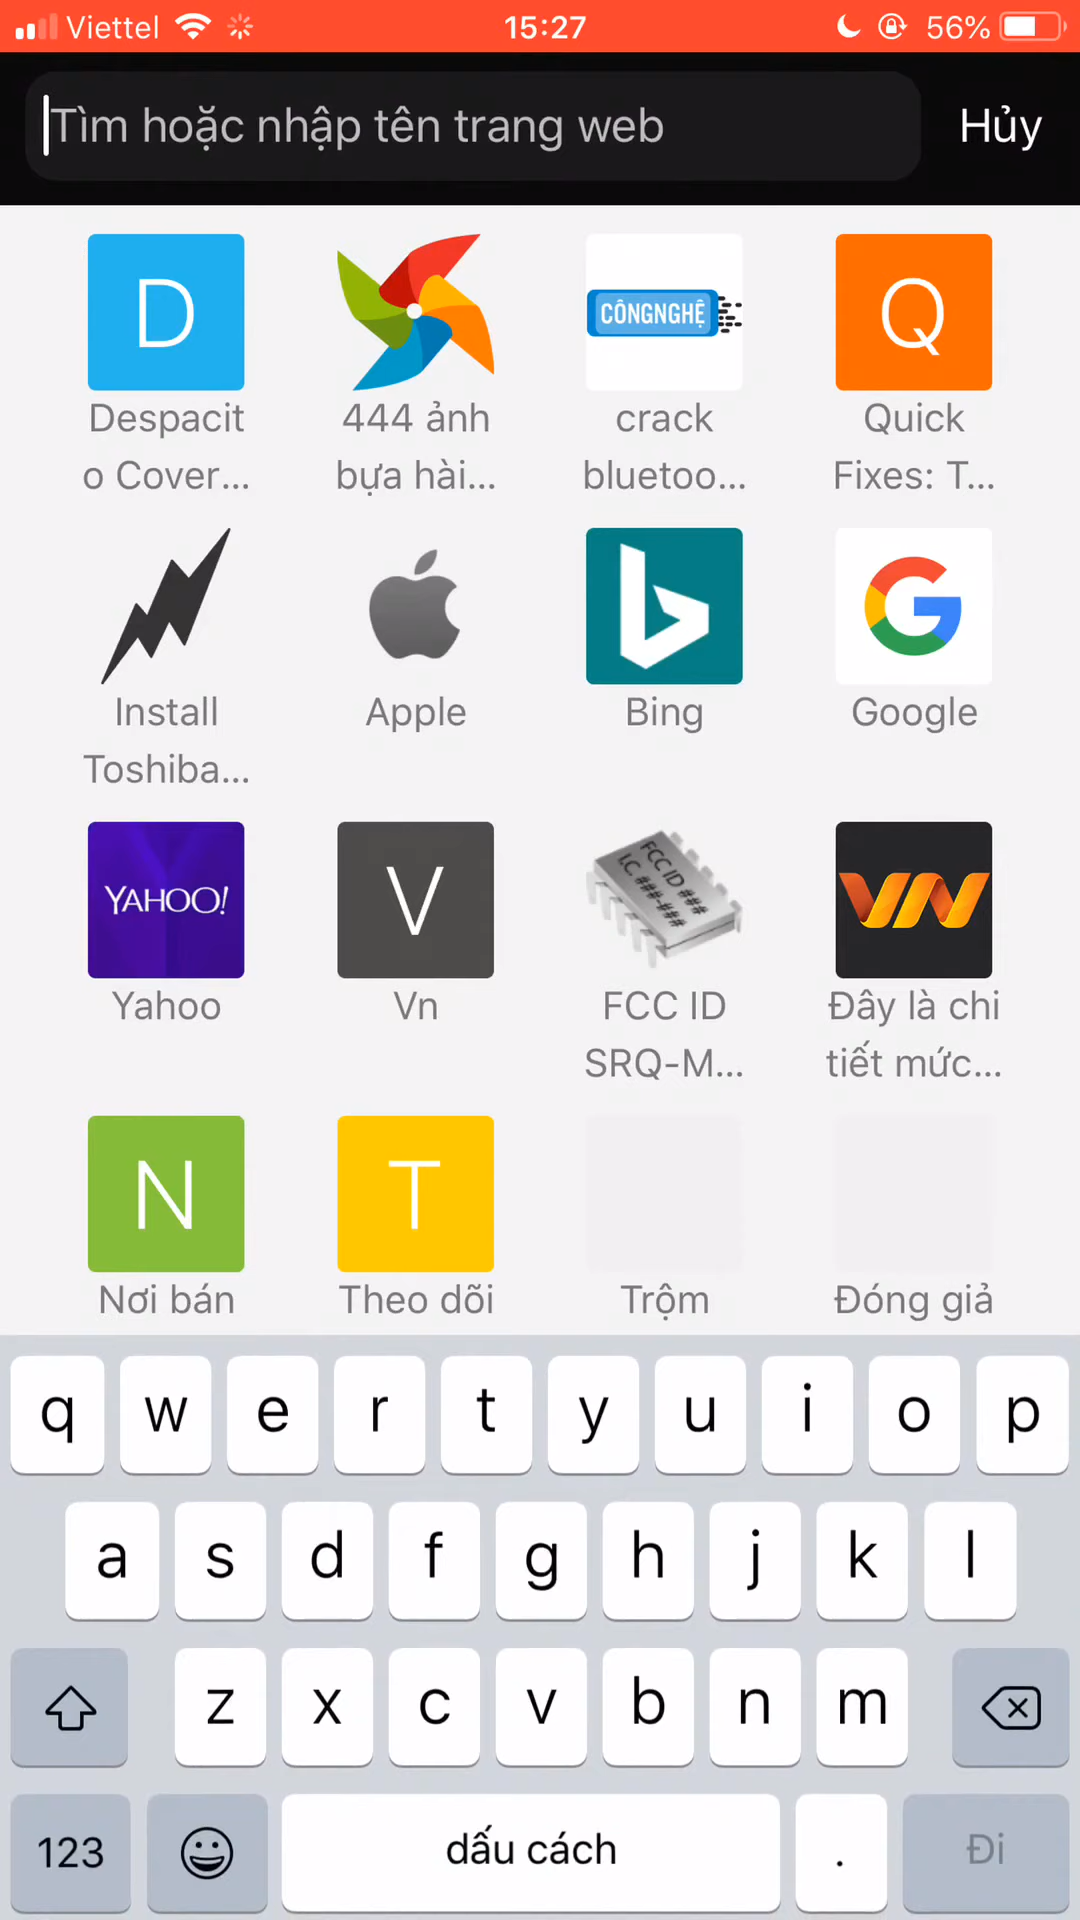 Viettel 15:27 56%
Tìm hoặc nhập tên trang web Hủy
D CÔNGNGHỆ Q
Despacit 444 ảnh crack Quick
o Cover... bựa hài... bluetoo... Fixes: T...
Install Apple Bing Google
Toshiba...
YAHOO! V FCC ID ### I.C ###-### VN
Yahoo Vn FCC ID Đây là chi
SRQ-M... tiết mức...
N T
Nơi bán Theo dõi Trộm Đóng giả
q w e r t y u i o p
a s d f g h j k l
z x c v b n m
123 dấu cách . Đi